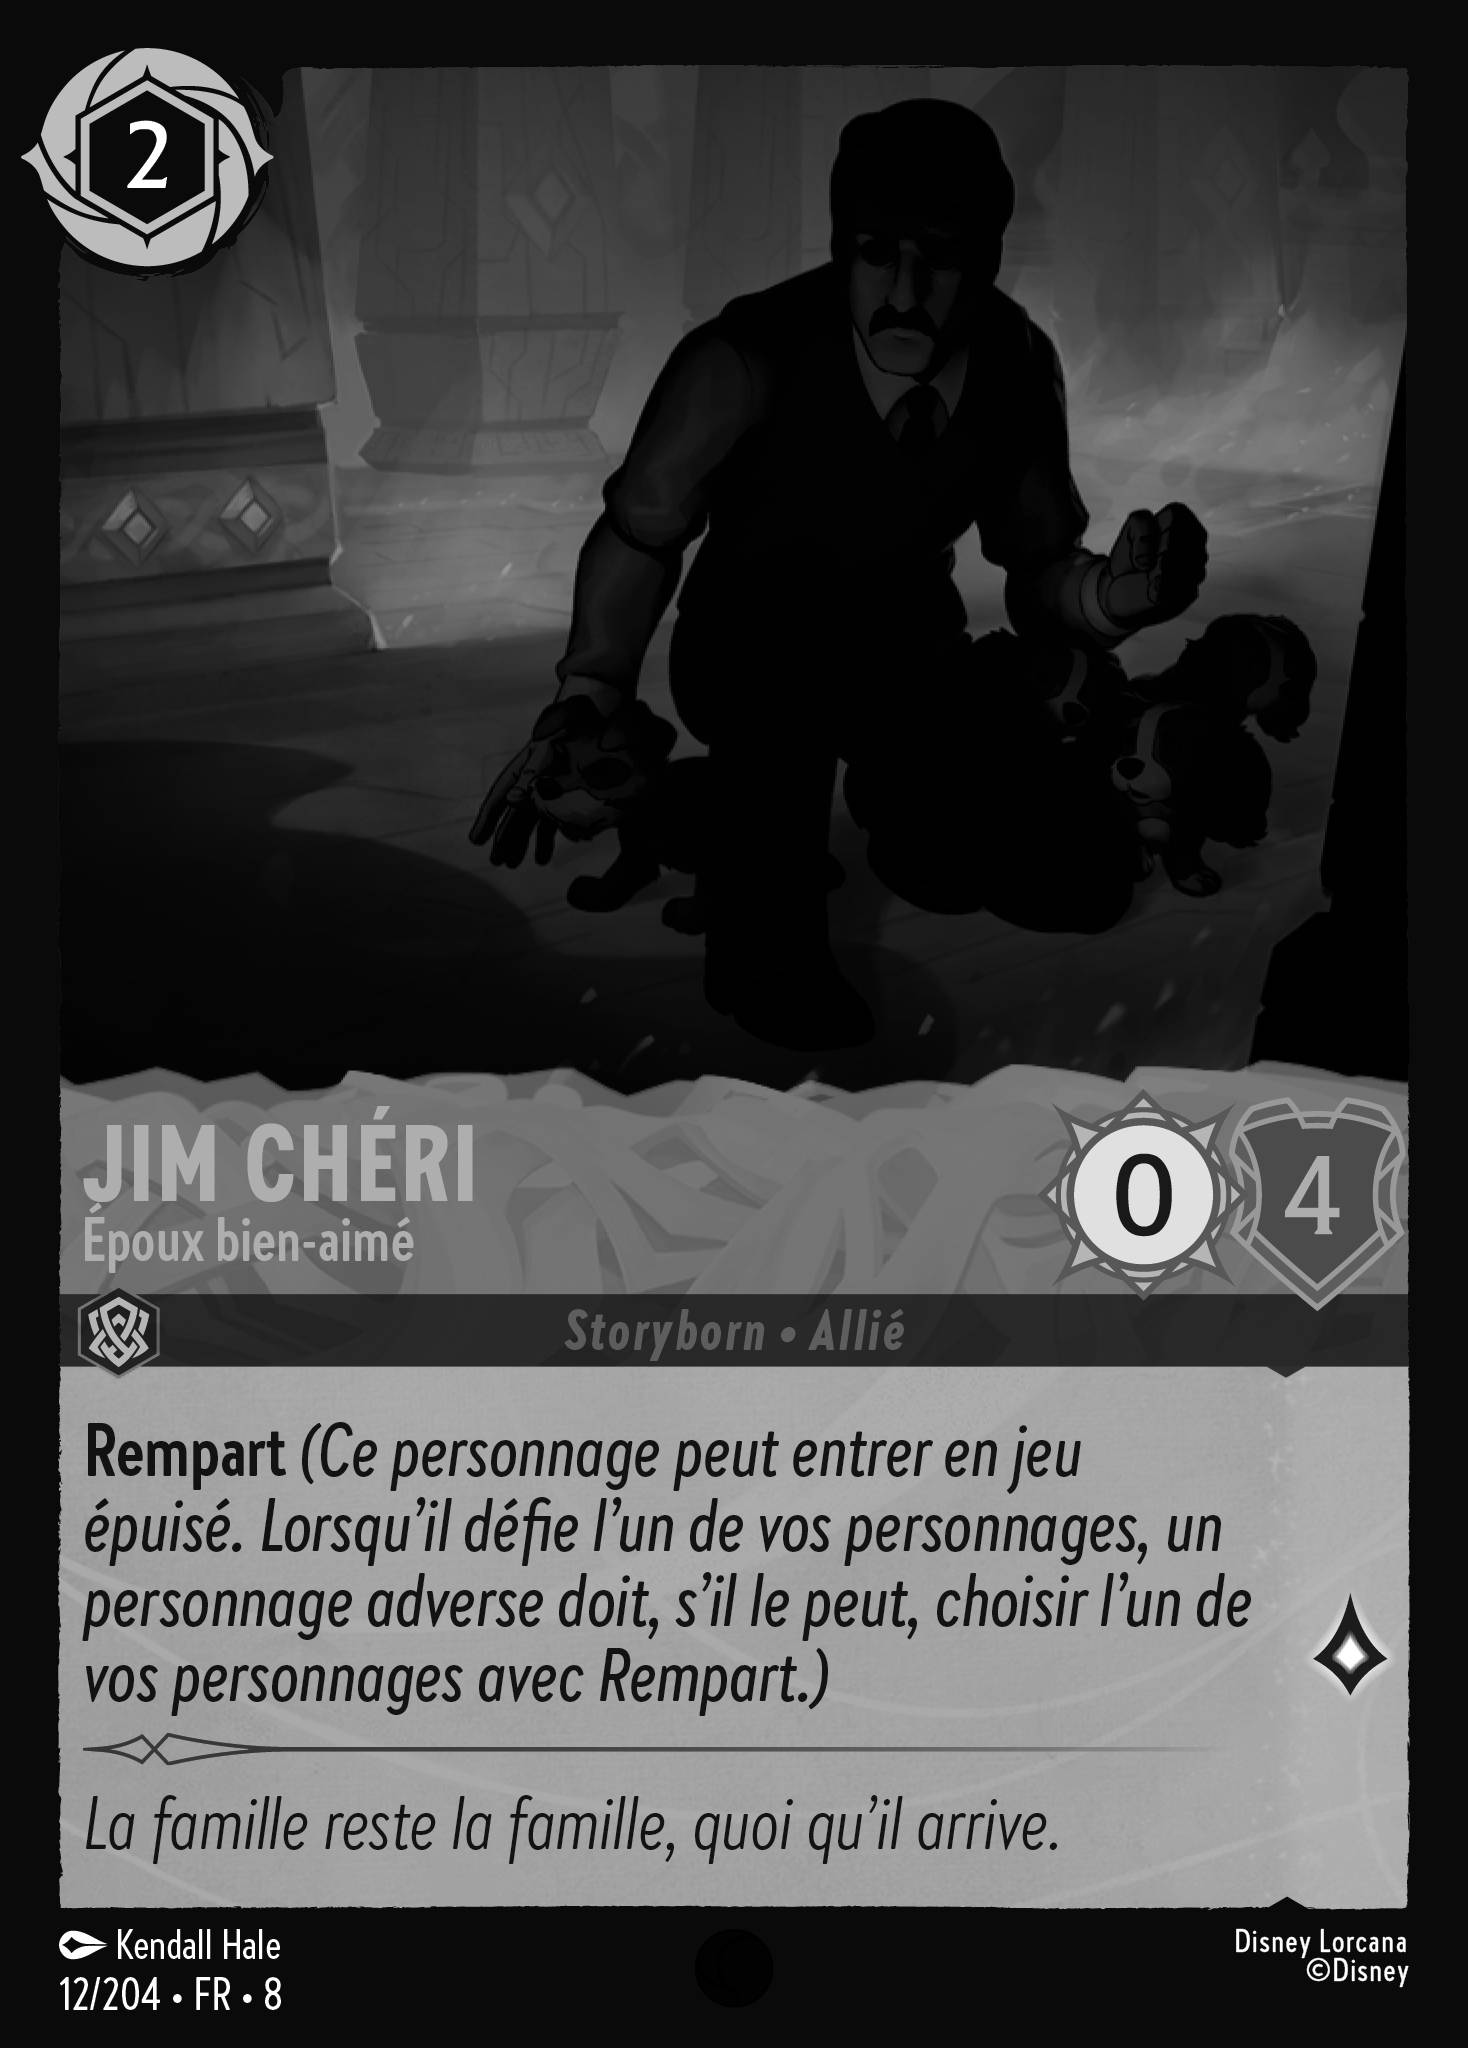 2
JIM CHÉRI
Époux bien-aimé
0
4
Storyborn • Allié
Rempart (Ce personnage peut entrer en jeu
épuisé. Lorsqu’il défie l’un de vos personnages, un
personnage adverse doit, s’il le peut, choisir l’un de
vos personnages avec Rempart.)
La famille reste la famille, quoi qu’il arrive.
Kendall Hale
12/204 • FR • 8
Disney Lorcana
©Disney